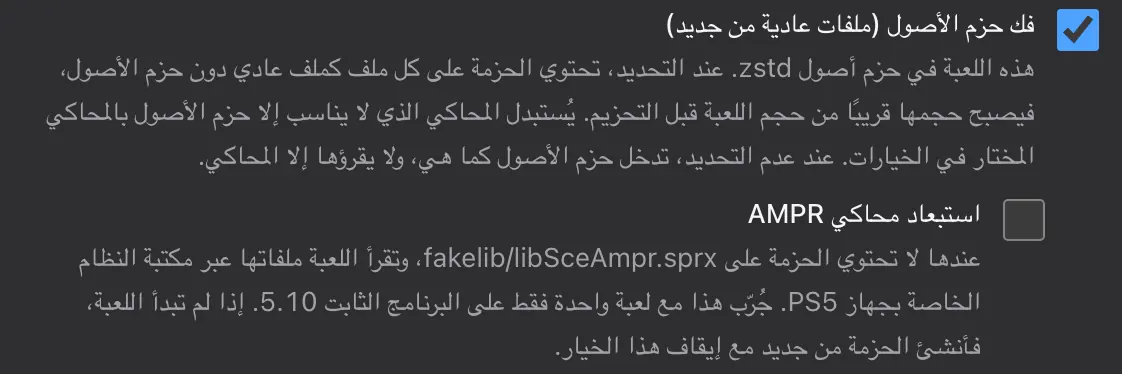 فك حزم الأصول (ملفات عادية من جديد)
هذه اللعبة في حزم أصول zstd. عند التحديد، تحتوي الحزمة على كل ملف كملف عادي دون حزم الأصول،
فيصبح حجمها قريبًا من حجم اللعبة قبل التحزيم. يُستبدل المحاكي الذي لا يناسب إلا حزم الأصول بالمحاكي
المختار في الخيارات. عند عدم التحديد، تدخل حزم الأصول كما هي، ولا يقرؤها إلا المحاكي.
استبعاد محاكي AMPR
عندها لا تحتوي الحزمة على fakelib/libSceAmpr.sprx، وتقرأ اللعبة ملفاتها عبر مكتبة النظام
الخاصة بجهاز PS5. جُرّب هذا مع لعبة واحدة فقط على البرنامج الثابت 5.10. إذا لم تبدأ اللعبة،
فأنشئ الحزمة من جديد مع إيقاف هذا الخيار.